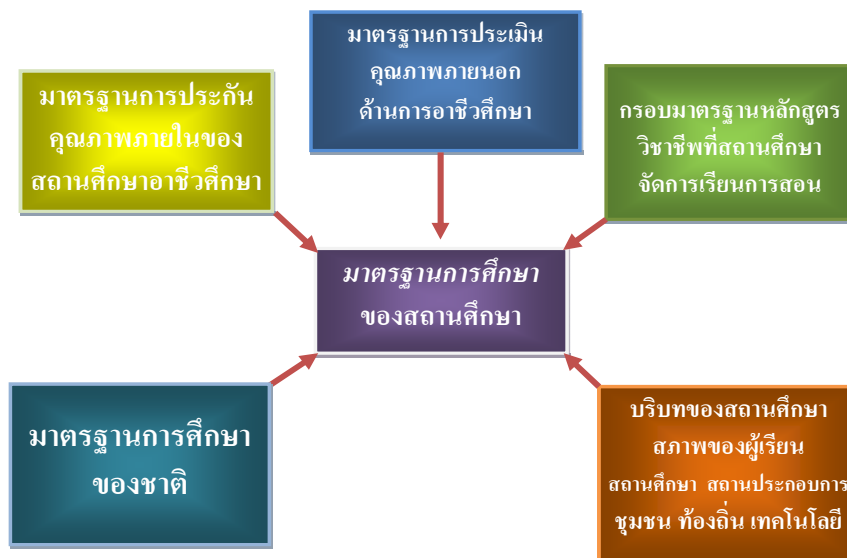 มาตรฐานการประเมิน
คุณภาพภายนอก
ด้านการอาชีวศึกษา
มาตรฐานการประกัน
คุณภาพภายในของ
สถานศึกษาอาชีวศึกษา
กรอบมาตรฐานหลักสูตร
วิชาชีพที่สถานศึกษา
จัดการเรียนการสอน
มาตรฐานการศึกษา
ของสถานศึกษา
มาตรฐานการศึกษา
ของชาติ
บริบทของสถานศึกษา
สภาพของผู้เรียน
สถานศึกษา สถานประกอบการ
ชุมชน ท้องถิ่น เทคโนโลยี